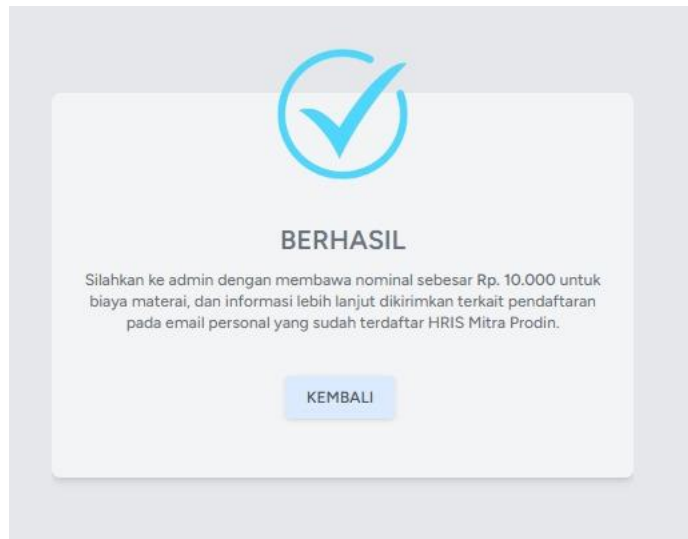 BERHASIL
Silahkan ke admin dengan membawa nominal sebesar Rp. 10.000 untuk
biaya materai, dan informasi lebih lanjut dikirimkan terkait pendaftaran
pada email personal yang sudah terdaftar HRIS Mitra Prodin.
KEMBALI